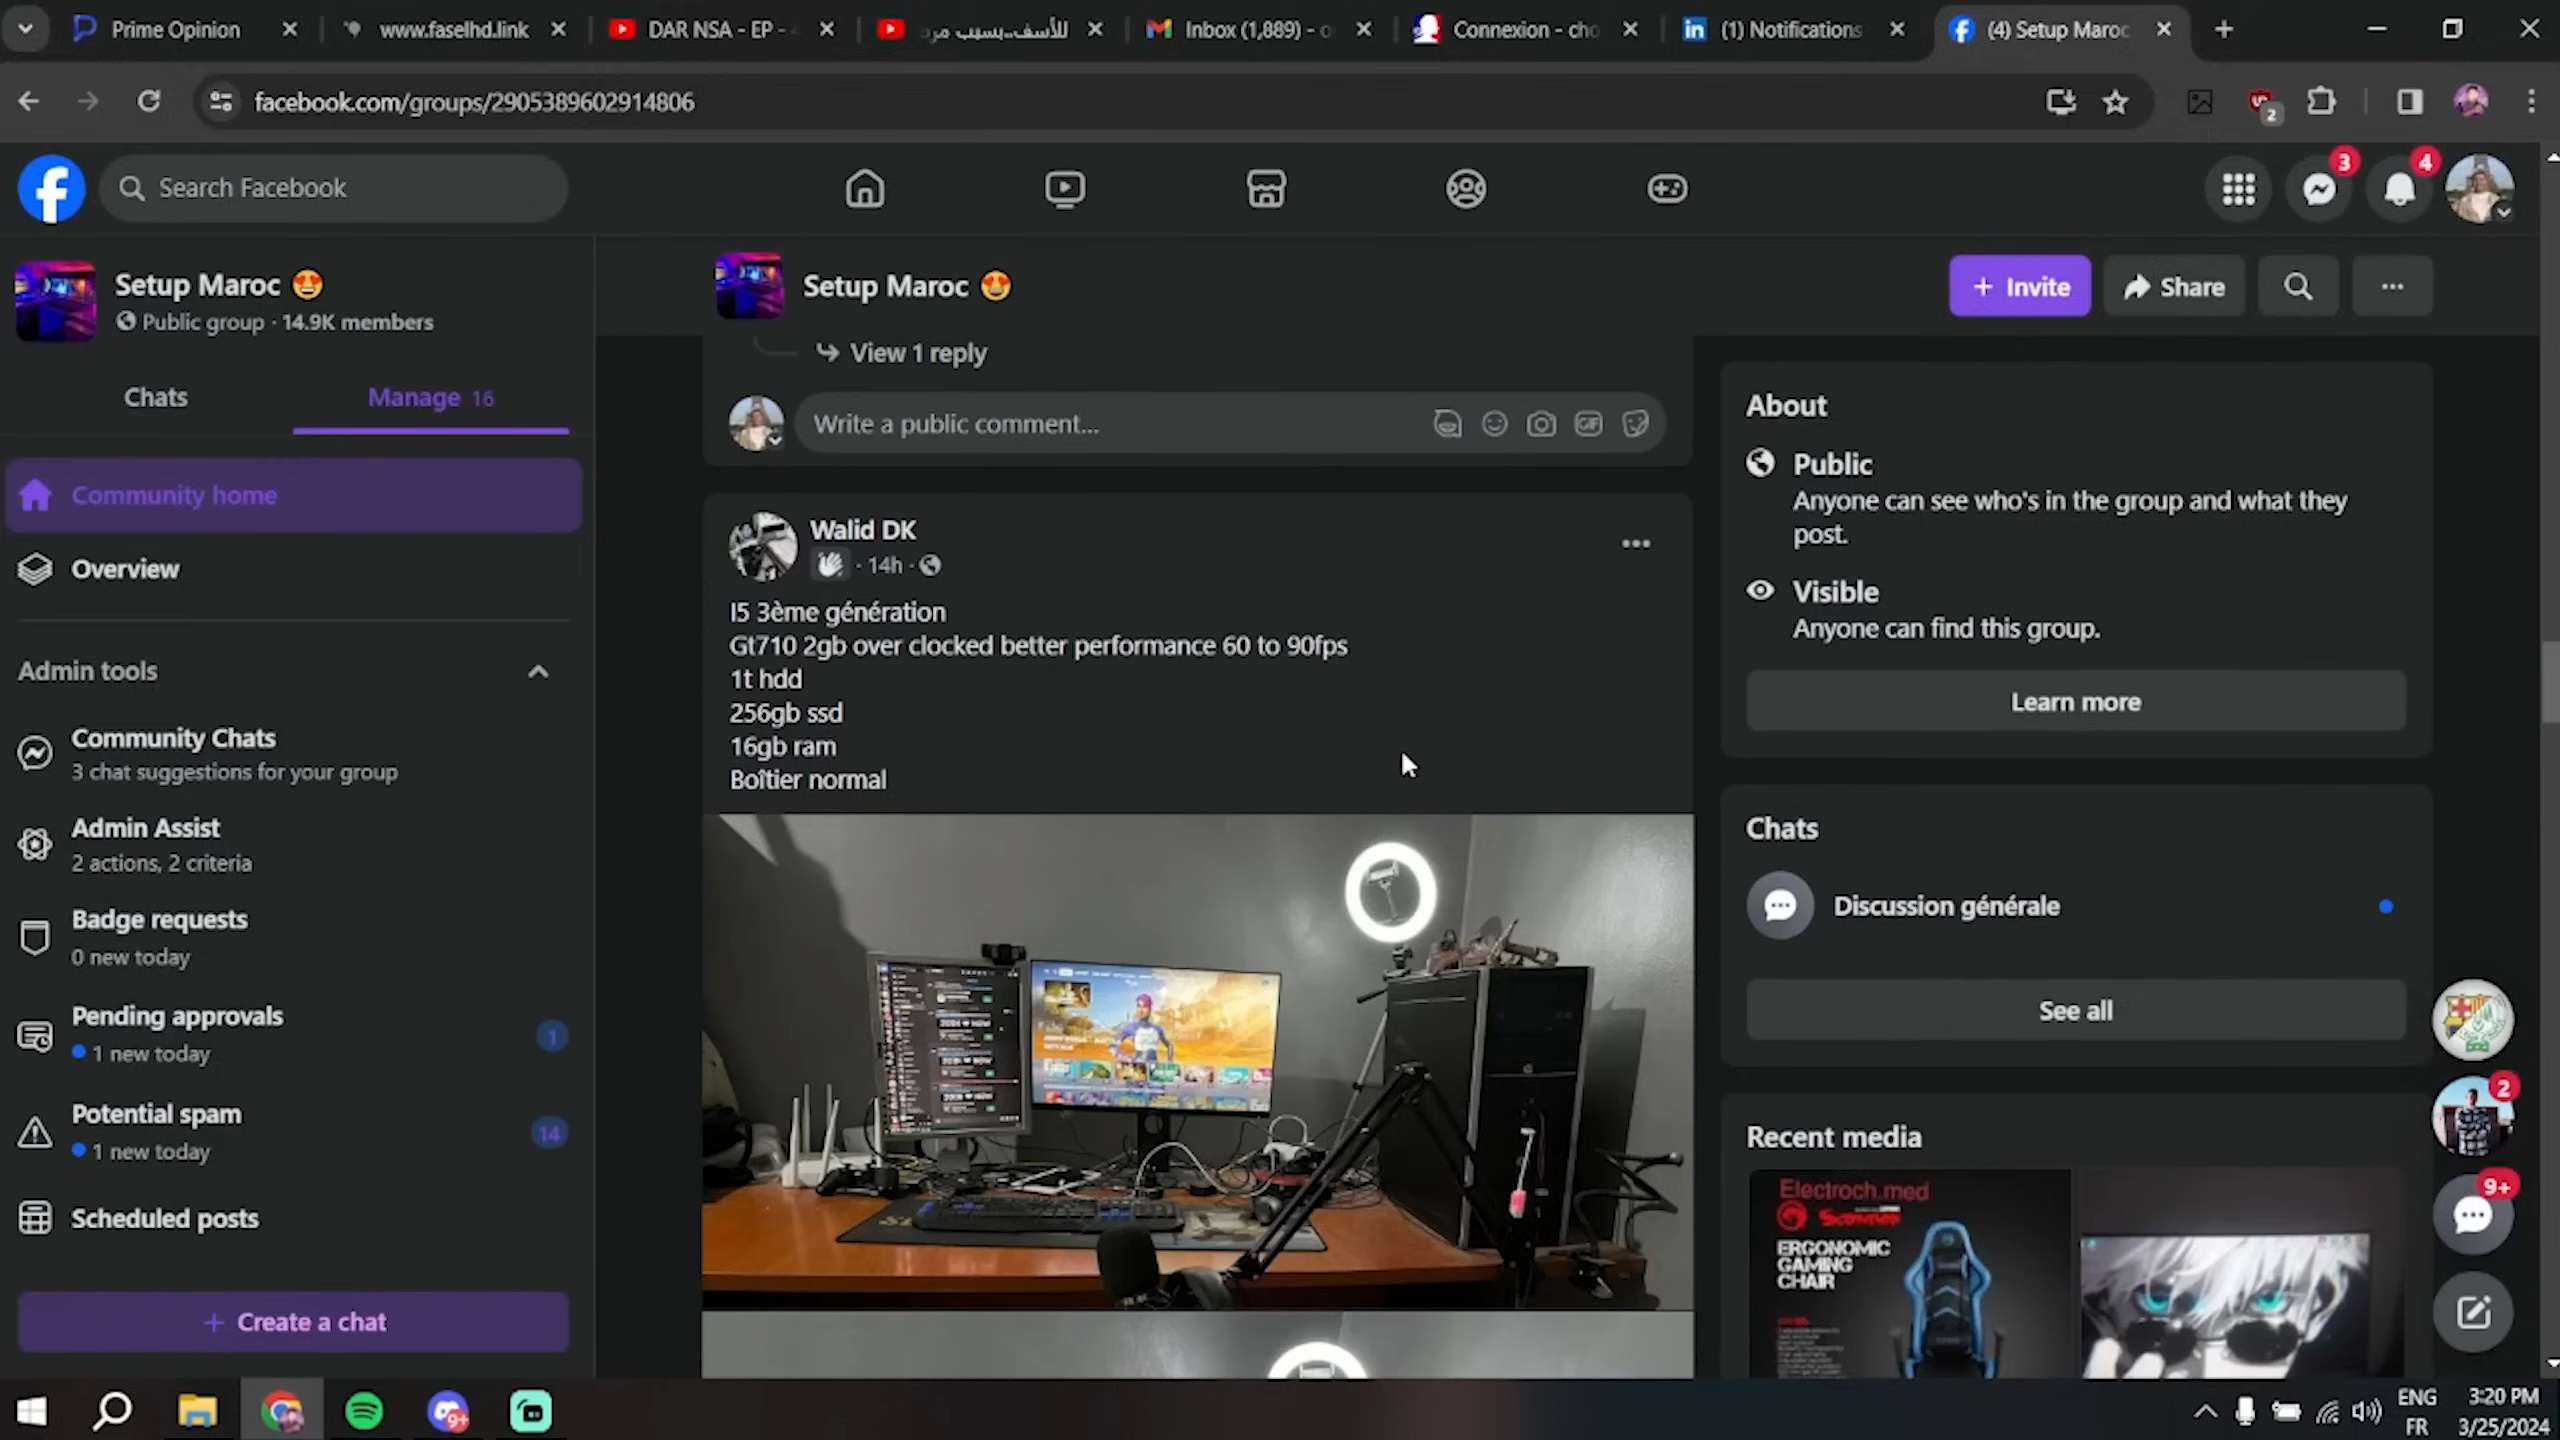 Prime Opinion
www.faselhd.link
DAR NSA - EP -
للأسف..بسبب مرد
Inbox (1,889) - o
Connexion - cho
(1) Notifications
(4) Setup Maroc
facebook.com/groups/2905389602914806
2
Search Facebook
3
4
Setup Maroc 😍
Public group · 14.9K members
Chats
Manage 16
Community home
Overview
Admin tools
Community Chats
3 chat suggestions for your group
Admin Assist
2 actions, 2 criteria
Badge requests
0 new today
Pending approvals
1 new today
1
Potential spam
1 new today
14
Scheduled posts
+ Create a chat
Setup Maroc 😍
+ Invite
Share
View 1 reply
Write a public comment...
GIF
Walid DK
· 14h ·
I5 3ème génération
Gt710 2gb over clocked better performance 60 to 90fps
1t hdd
256gb ssd
16gb ram
Boîtier normal
About
Public
Anyone can see who's in the group and what they
post.
Visible
Anyone can find this group.
Learn more
Chats
Discussion générale
See all
Recent media
Electroch.med
ERGONOMIC
GAMING
CHAIR
2
9+
9+
ENG
FR
3:20 PM
3/25/2024